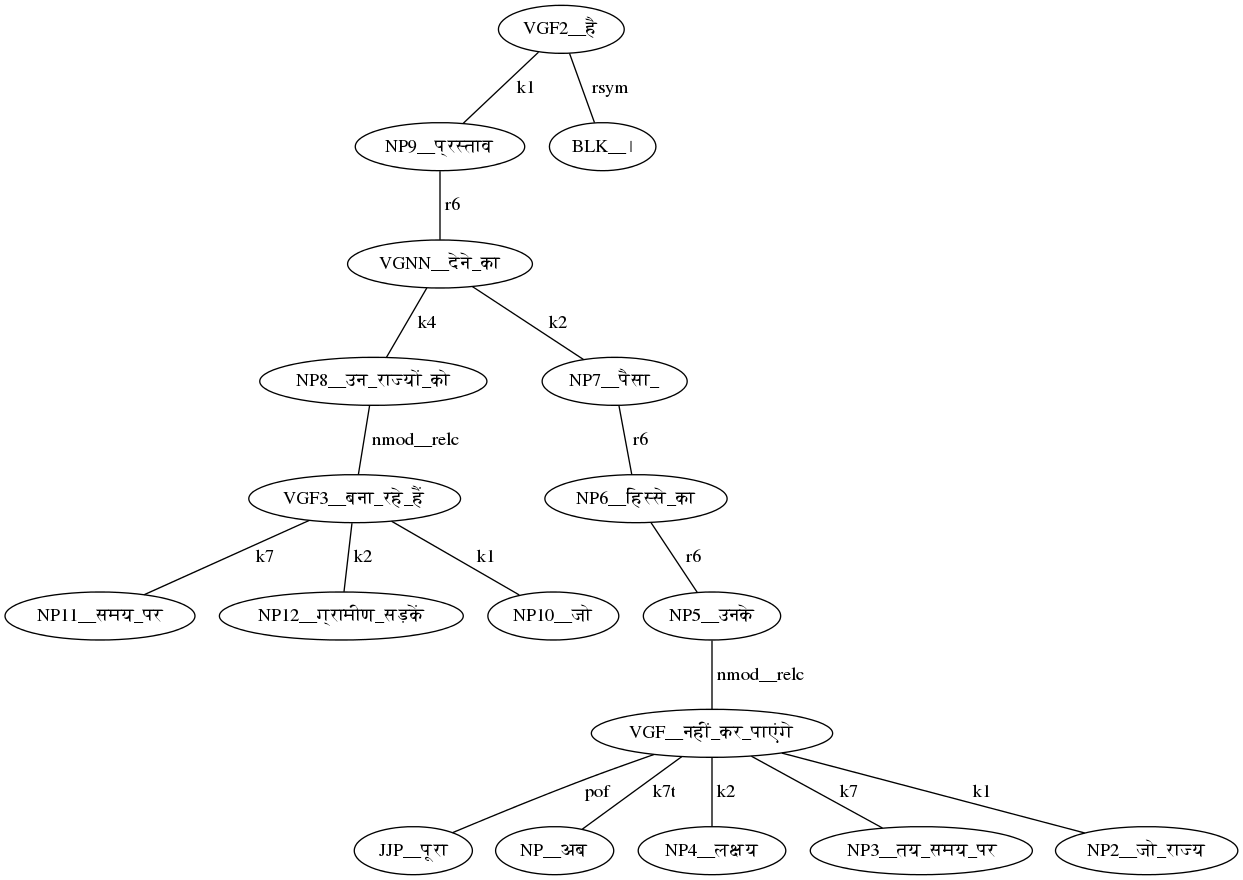 VGF2__है
k1 rsym
NP9__प्रस्ताव BLK__।
r6
VGNN__देने_का
k4 k2
NP8__उन_राज्यों_को NP7__पैसा_
nmod__relc r6
VGF3__बना_रहे_हैं NP6__हिस्से_का
k7 k2 k1 r6
NP11__समय_पर NP12__ग्रामीण_सड़कें NP10__जो NP5__उनके
nmod__relc
VGF__नहीं_कर_पाएंगे
pof k7t k2 k7 k1
JJP__पूरा NP__अब NP4__लक्षय NP3__तय_समय_पर NP2__जो_राज्य